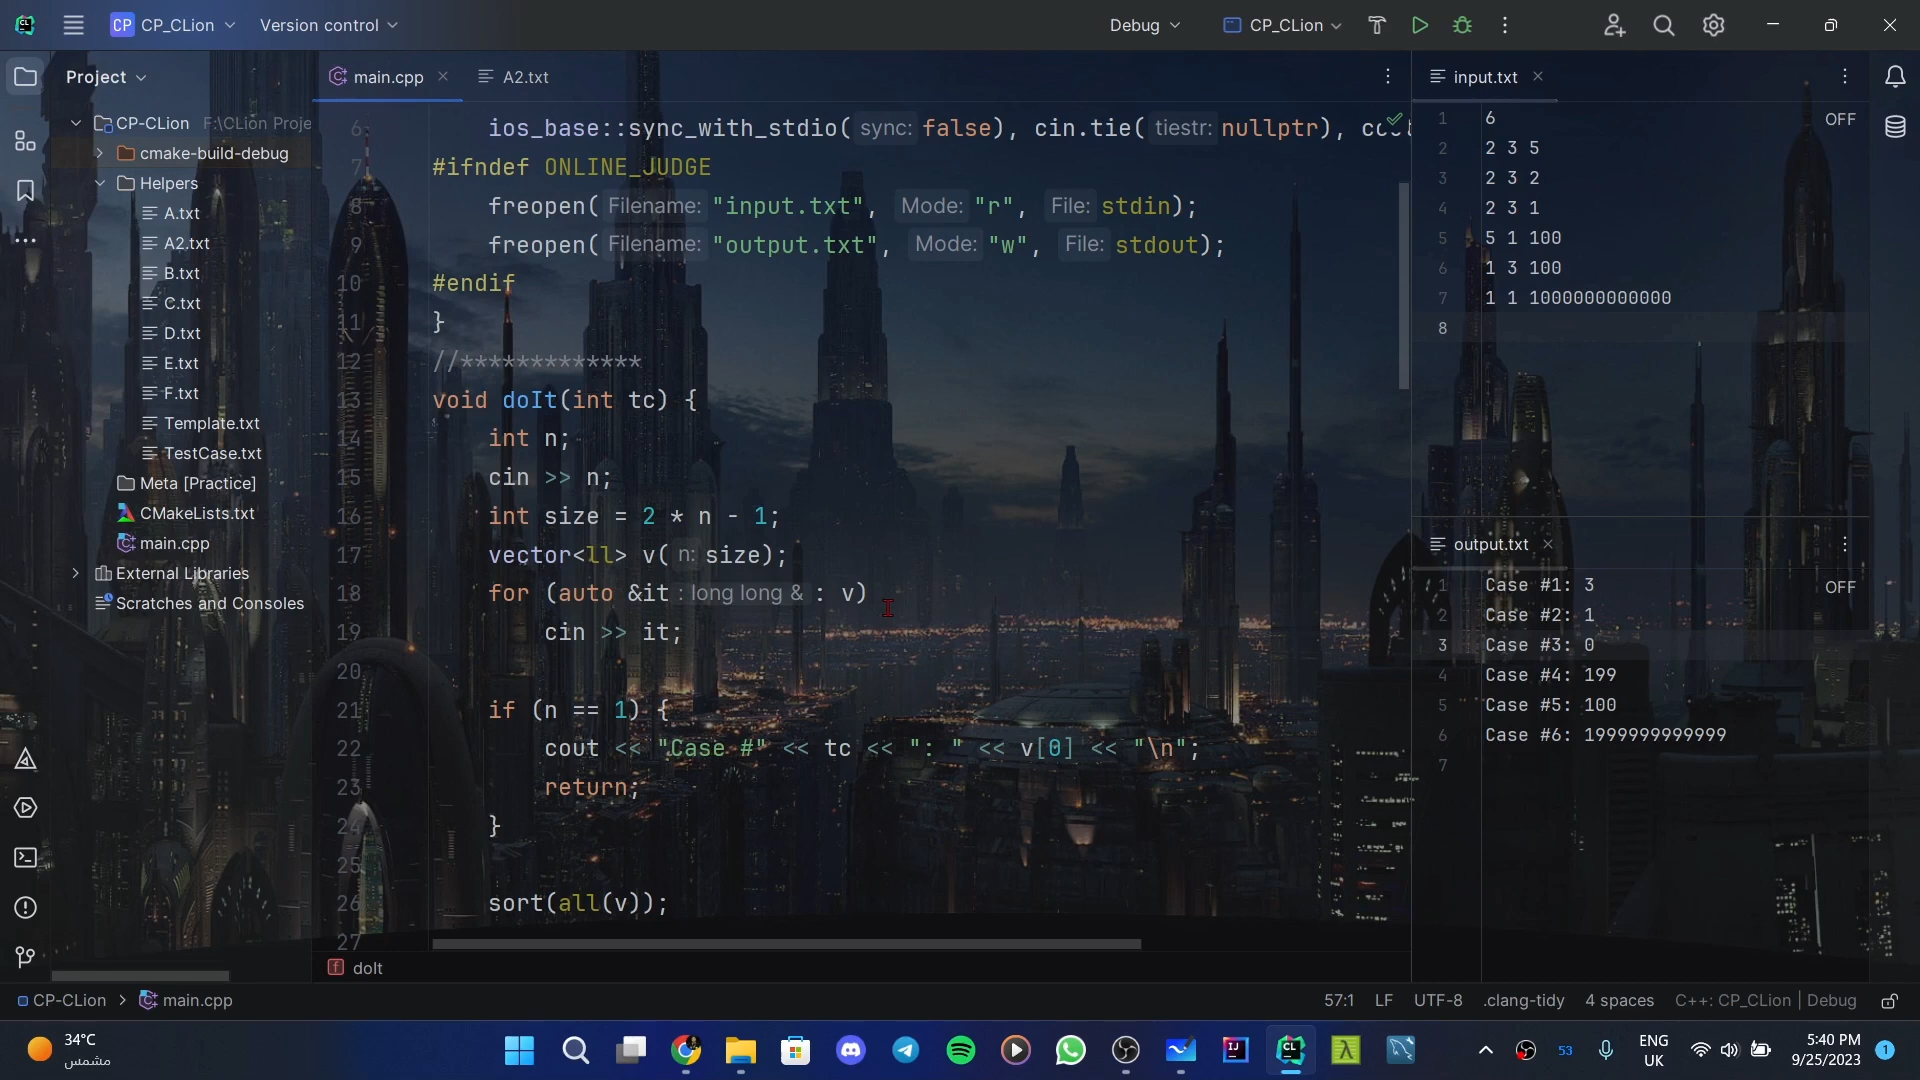 CP CP_CLion Version control Debug CP_CLion
Project
CP-CLion F:\CLion Proje
cmake-build-debug
Helpers
A.txt
A2.txt
B.txt
C.txt
D.txt
E.txt
F.txt
Template.txt
TestCase.txt
Meta [Practice]
CMakeLists.txt
main.cpp
External Libraries
Scratches and Consoles
main.cpp A2.txt
6 ios_base::sync_with_stdio( sync: false), cin.tie( tiestr: nullptr), cout
7 #ifndef ONLINE_JUDGE
8 freopen( Filename: "input.txt", Mode: "r", File: stdin);
9 freopen( Filename: "output.txt", Mode: "w", File: stdout);
10 #endif
11 }
12 //*************
13 void doIt(int tc) {
14 int n;
15 cin >> n;
16 int size = 2 * n - 1;
17 vector<ll> v( n: size);
18 for (auto &it : long long & : v)
19 cin >> it;
20
21 if (n == 1) {
22 cout << "Case #" << tc << ": " << v[0] << "\n";
23 return;
24 }
25
26 sort(all(v));
27
doIt
input.txt
OFF
1 6
2 2 3 5
3 2 3 2
4 2 3 1
5 5 1 100
6 1 3 100
7 1 1 1000000000000
8
output.txt
OFF
1 Case #1: 3
2 Case #2: 1
3 Case #3: 0
4 Case #4: 199
5 Case #5: 100
6 Case #6: 1999999999999
7
CP-CLion > main.cpp 57:1 LF UTF-8 .clang-tidy 4 spaces C++: CP_CLion | Debug
34°C
مشمس
53
ENG
UK
5:40 PM
9/25/2023
1